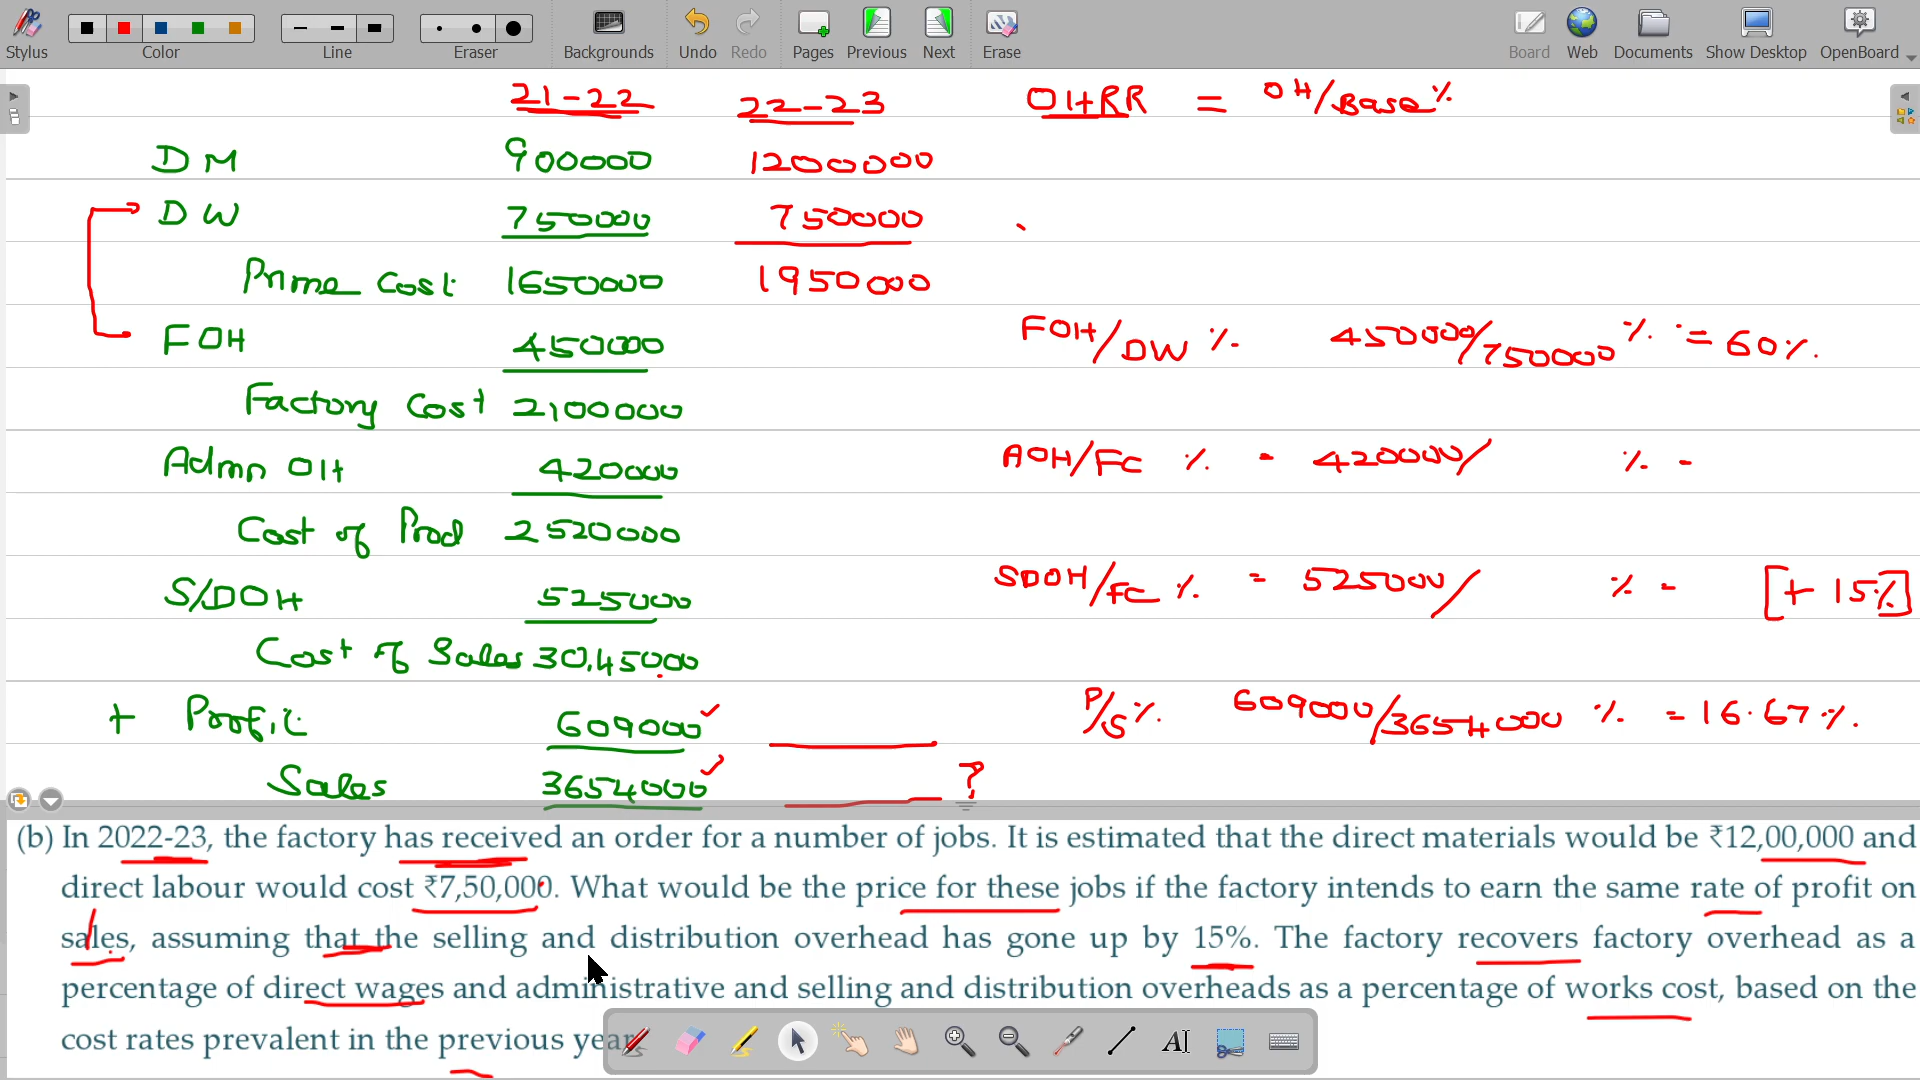 Stylus Color Line Eraser Backgrounds Undo Redo Pages Previous Next Erase Board Web Documents Show Desktop OpenBoard
21-22 22-23 OHRR = OH/Base %
DM 900000 1200000
DW 750000 750000
Prime Cost 1650000 1950000
FOH 450000 FOH/DW % 450000/750000 % = 60%.
Factory Cost 2100000
Admn OH 420000 AOH/FC % - 420000/ % -
Cost of Prod 2520000
S/DOH 525000 SDOH/FC % = 525000/ % - [+ 15%]
Cost of Sales 30,45000
+ Profit 609000 ✓ P/S % 609000/3654000 % = 16.67%.
Sales 3654000 ✓ ?
(b) In 2022-23, the factory has received an order for a number of jobs. It is estimated that the direct materials would be ₹12,00,000 and
direct labour would cost ₹7,50,000. What would be the price for these jobs if the factory intends to earn the same rate of profit on
sales, assuming that the selling and distribution overhead has gone up by 15%. The factory recovers factory overhead as a
percentage of direct wages and administrative and selling and distribution overheads as a percentage of works cost, based on the
cost rates prevalent in the previous year
AI